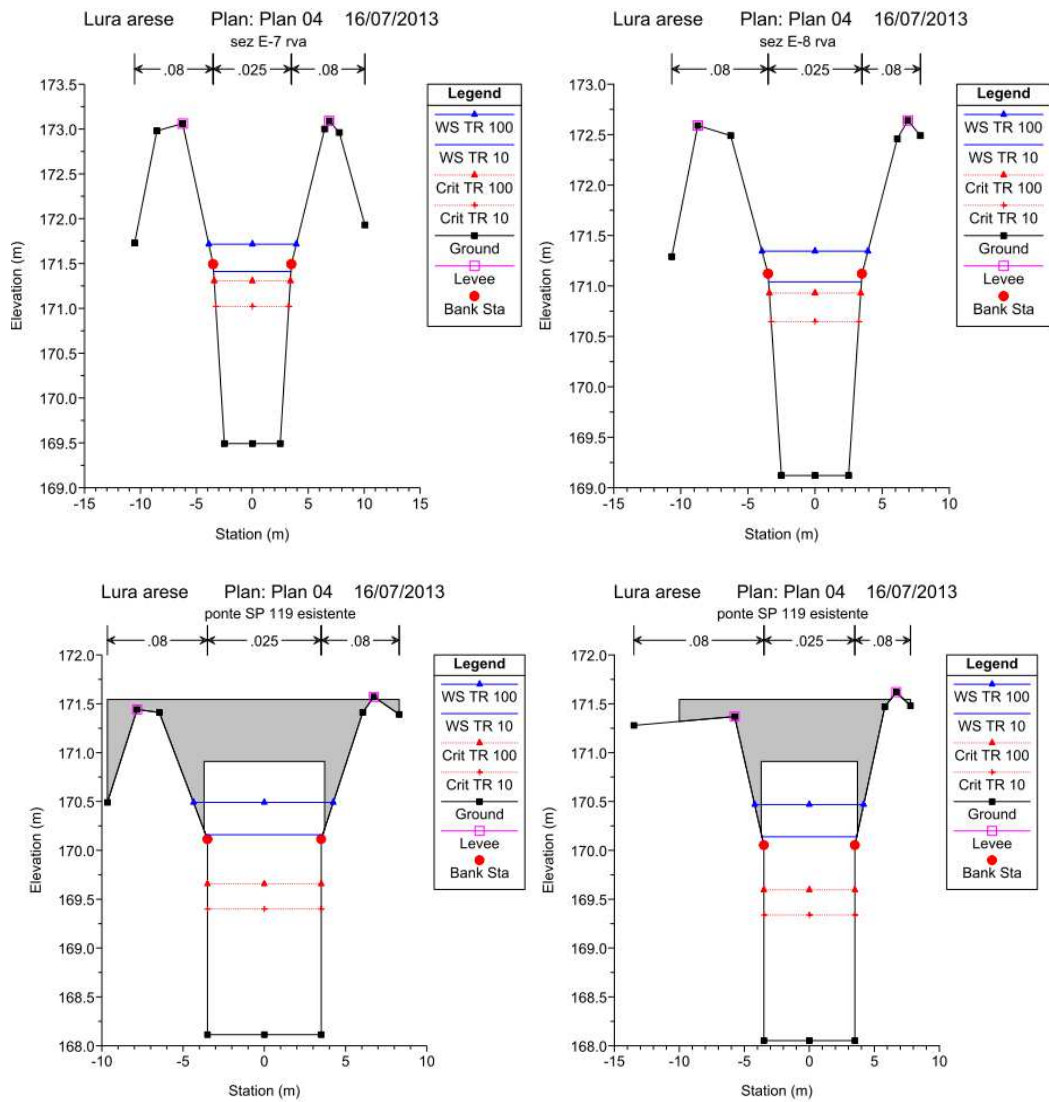 Lura arese Plan: Plan 04 16/07/2013
sez E-7 rva
.08 .025 .08
173.5
173.0
172.5
172.0
171.5
171.0
170.5
170.0
169.5
169.0
-15 -10 -5 0 5 10 15
Station (m)
Elevation (m)
Legend
WS TR 100
WS TR 10
Crit TR 100
Crit TR 10
Ground
Levee
Bank Sta
Lura arese Plan: Plan 04 16/07/2013
sez E-8 rva
.08 .025 .08
173.0
172.5
172.0
171.5
171.0
170.5
170.0
169.5
169.0
-15 -10 -5 0 5 10
Station (m)
Elevation (m)
Legend
WS TR 100
WS TR 10
Crit TR 100
Crit TR 10
Ground
Levee
Bank Sta
Lura arese Plan: Plan 04 16/07/2013
ponte SP 119 esistente
.08 .025 .08
172.0
171.5
171.0
170.5
170.0
169.5
169.0
168.5
168.0
-10 -5 0 5 10
Station (m)
Elevation (m)
Legend
WS TR 100
WS TR 10
Crit TR 100
Crit TR 10
Ground
Levee
Bank Sta
Lura arese Plan: Plan 04 16/07/2013
ponte SP 119 esistente
.08 .025 .08
172.0
171.5
171.0
170.5
170.0
169.5
169.0
168.5
168.0
-15 -10 -5 0 5 10
Station (m)
Elevation (m)
Legend
WS TR 100
WS TR 10
Crit TR 100
Crit TR 10
Ground
Levee
Bank Sta